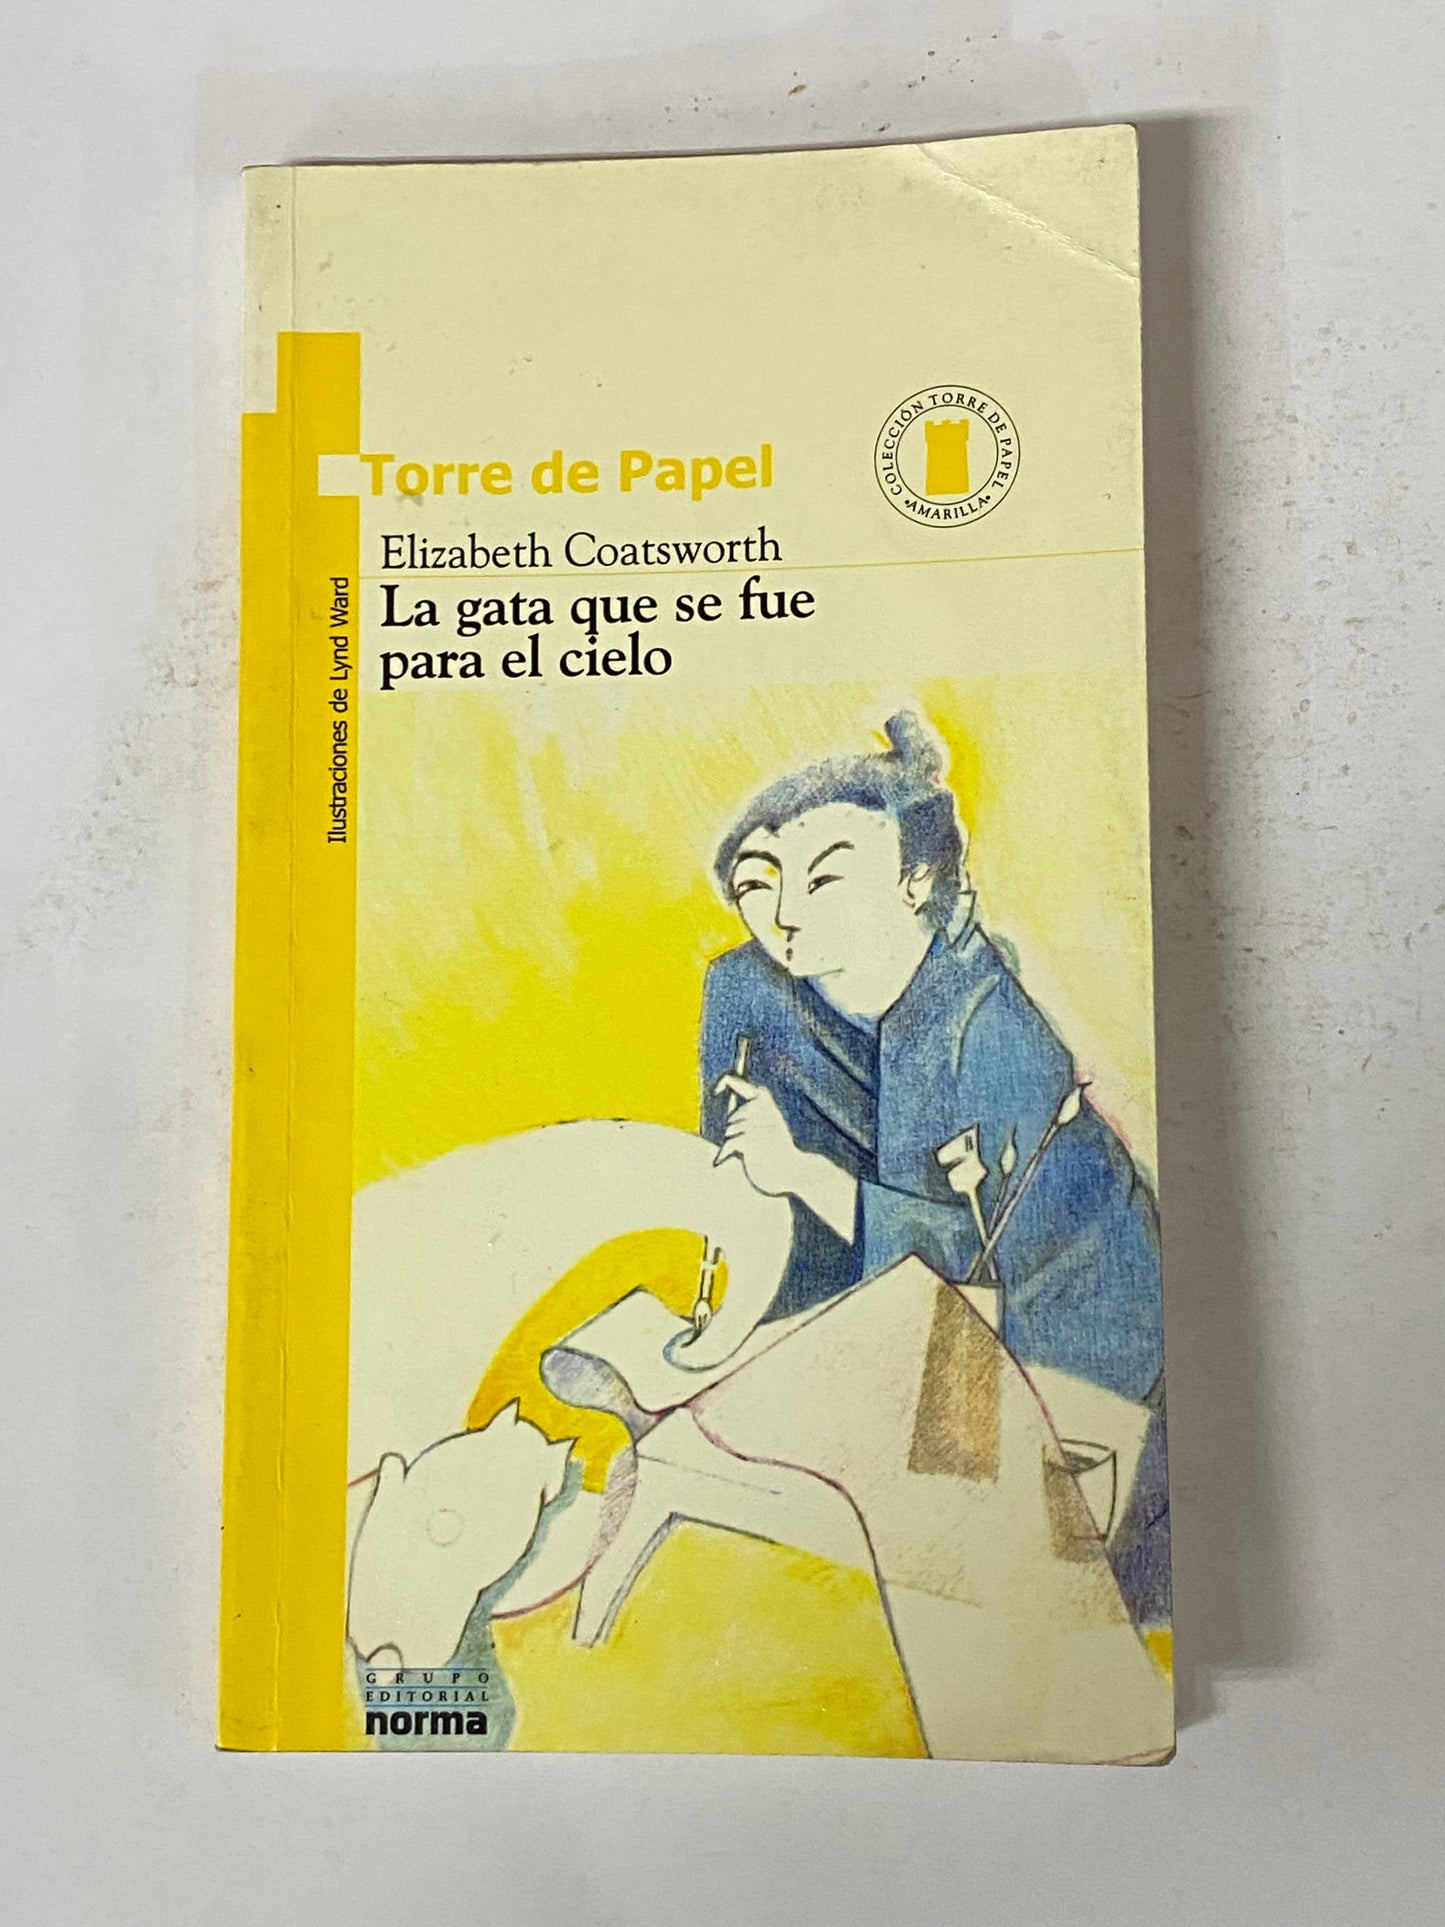 COLECCIÓN TORRE DE PAPEL
•AMARILLA•
Torre de Papel
Elizabeth Coatsworth
La gata que se fue
para el cielo
Ilustraciones de Lynd Ward
GRUPO
EDITORIAL
norma